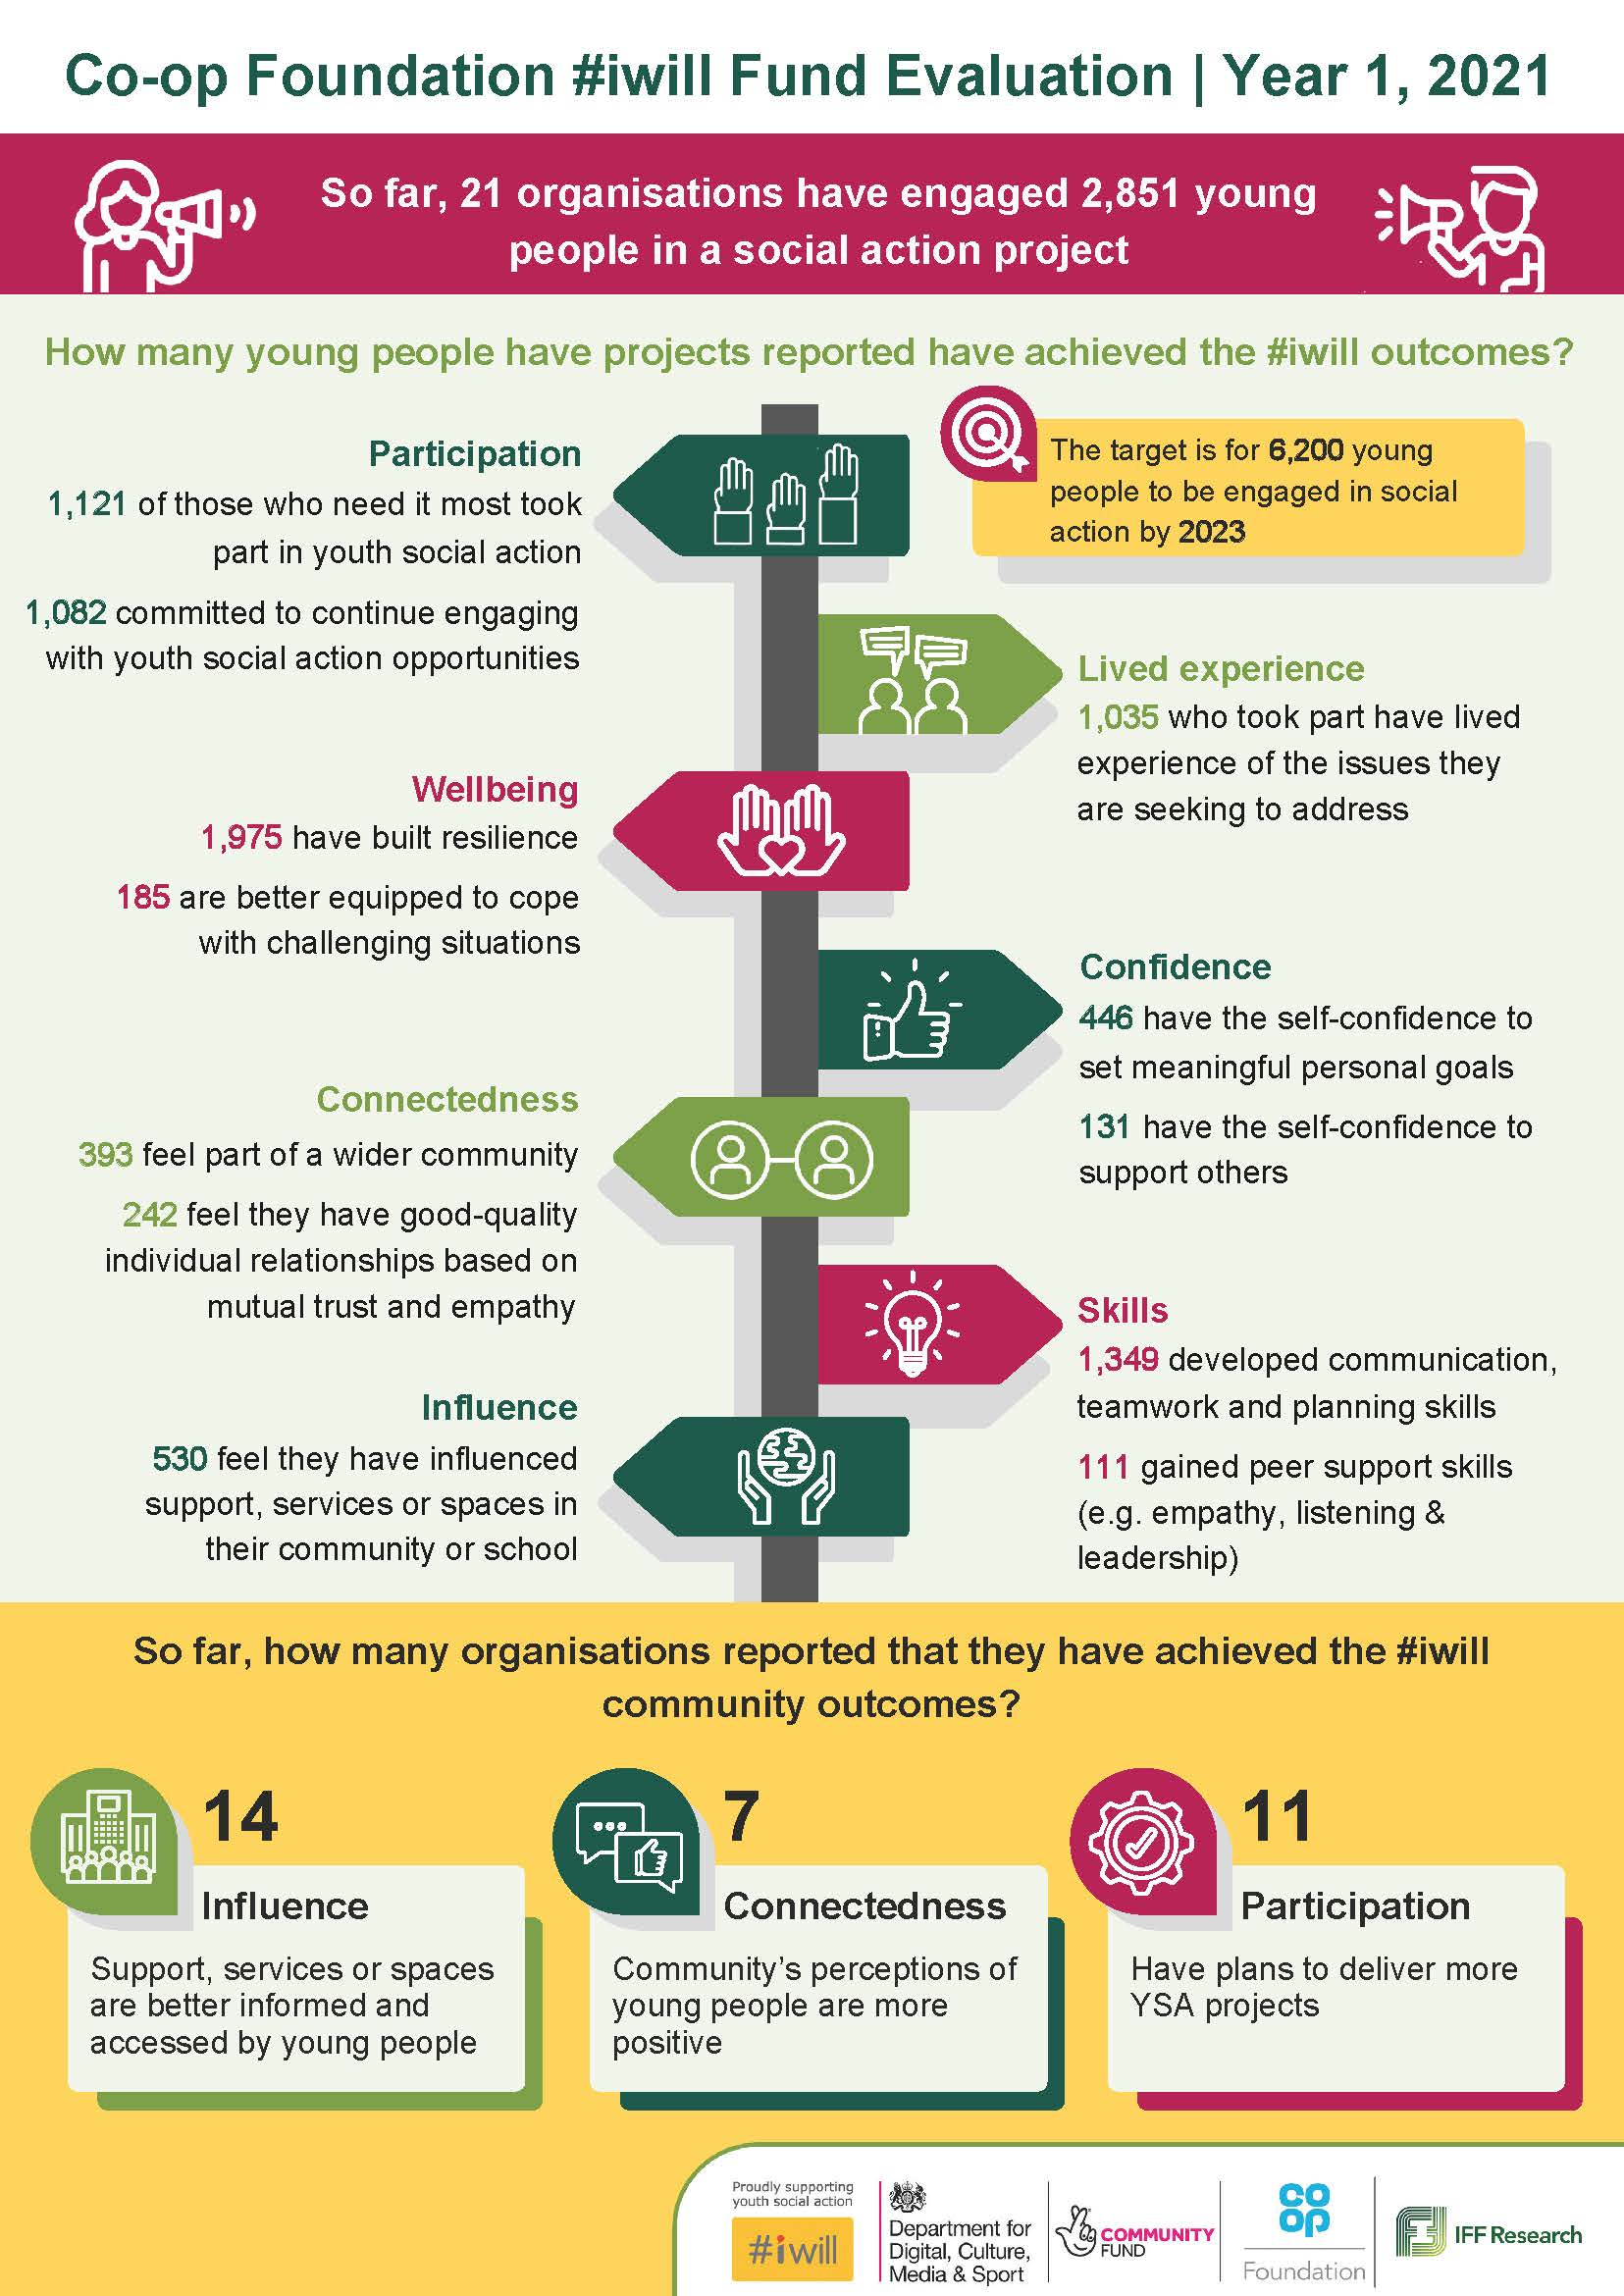 Co-op Foundation #iwill Fund Evaluation | Year 1, 2021
So far, 21 organisations have engaged 2,851 young
people in a social action project
How many young people have projects reported have achieved the #iwill outcomes?
Participation
1,121 of those who need it most took
part in youth social action
1,082 committed to continue engaging
with youth social action opportunities
The target is for 6,200 young
people to be engaged in social
action by 2023
Lived experience
1,035 who took part have lived
experience of the issues they
are seeking to address
Wellbeing
1,975 have built resilience
185 are better equipped to cope
with challenging situations
Confidence
446 have the self-confidence to
set meaningful personal goals
131 have the self-confidence to
support others
Connectedness
393 feel part of a wider community
242 feel they have good-quality
individual relationships based on
mutual trust and empathy
Skills
1,349 developed communication,
teamwork and planning skills
111 gained peer support skills
(e.g. empathy, listening &
leadership)
Influence
530 feel they have influenced
support, services or spaces in
their community or school
So far, how many organisations reported that they have achieved the #iwill
community outcomes?
14
Influence
Support, services or spaces
are better informed and
accessed by young people
7
Connectedness
Community's perceptions of
young people are more
positive
11
Participation
Have plans to deliver more
YSA projects
Proudly supporting
youth social action
#iwill
Department for
Digital, Culture,
Media & Sport
COMMUNITY
FUND
CO
OP
Foundation
IFF Research